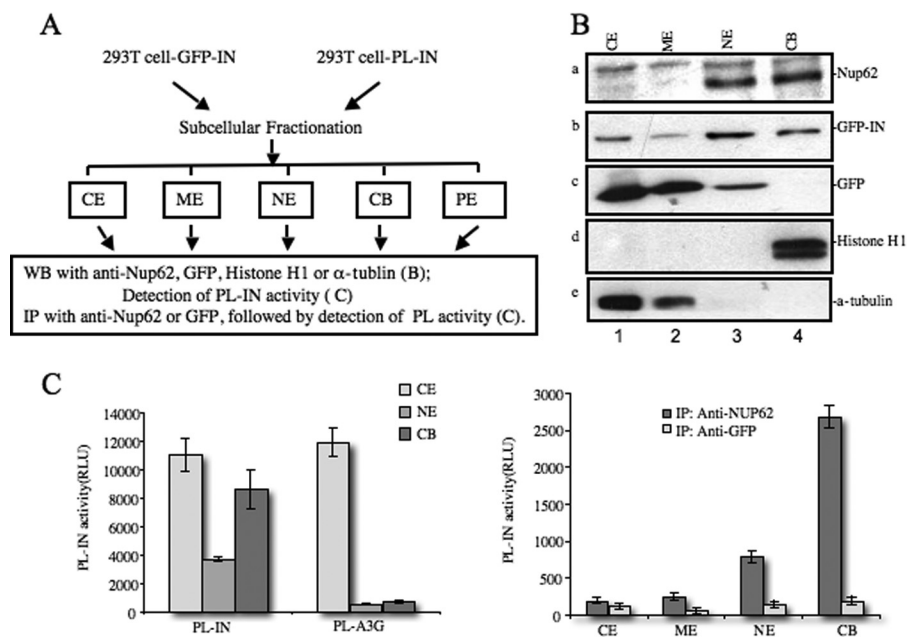 A
293T cell-GFP-IN 293T cell-PL-IN
Subcellular Fractionation
CE ME NE CB PE
WB with anti-Nup62, GFP, Histone H1 or α-tublin (B);
Detection of PL-IN activity ( C)
IP with anti-Nup62 or GFP, followed by detection of PL activity (C).
B
CE ME NE CB
a -Nup62
b -GFP-IN
c -GFP
d -Histone H1
e -a-tubulin
1 2 3 4
C
PL-IN activity(RLU)
14000
12000
10000
8000
6000
4000
2000
0
PL-IN PL-A3G
CE
NE
CB
PL-IN activity(RLU)
3000
2500
2000
1500
1000
500
0
CE ME NE CB
IP: Anti-NUP62
IP: Anti-GFP